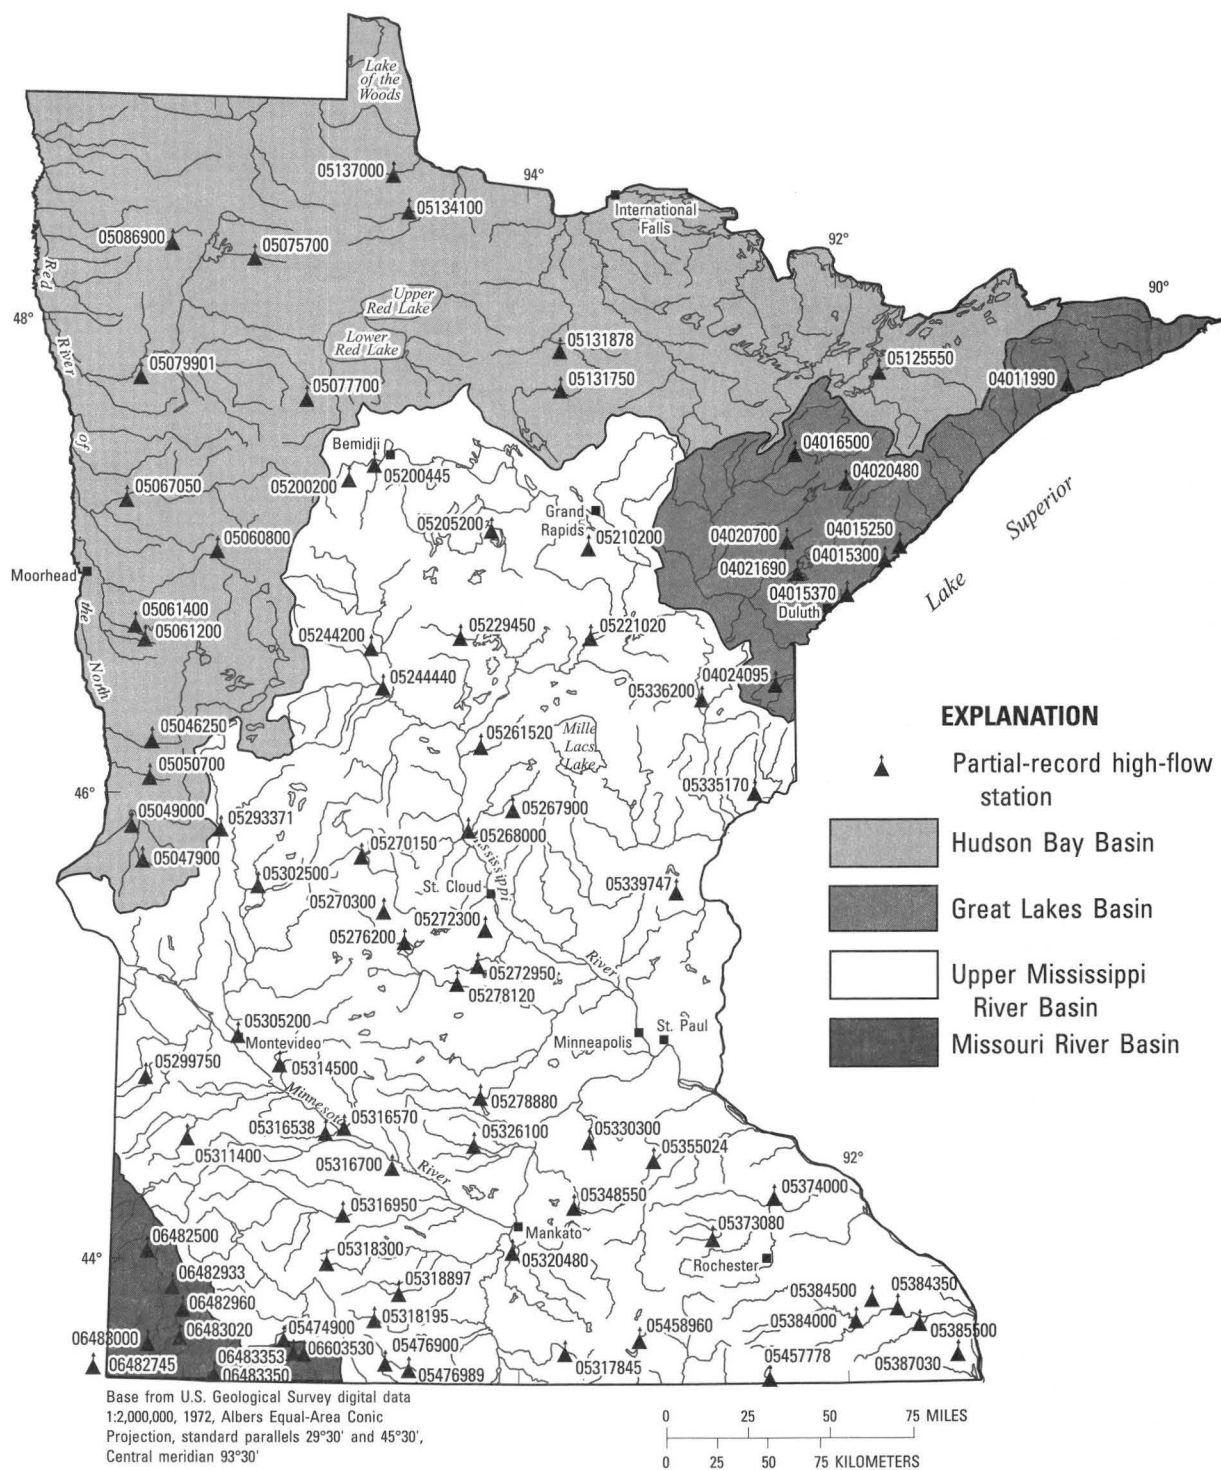 Lake
of the
Woods
05137000
94°
05134100
International
Falls
05086900
05075700
92°
90°
Red
Upper
Red Lake
48°
River
Lower
Red Lake
05131878
05125550
05079901
05077700
05131750
04011990
of
Bemidji
04016500
05200200
05200445
04020480
05067050
Grand
Rapids
05205200
Superior
05060800
05210200
04020700
04015250
04015300
Moorhead
04021690
the
04015370
Lake
Duluth
05061400
05061200
05244200
05229450
05221020
North
05244440
04024095
05336200
EXPLANATION
05046250
05261520
Mille
Lacs
Lake
Partial-record high-flow
station
05050700
46°
05335170
05049000
05293371
05267900
05268000
Hudson Bay Basin
05047900
05270150
Mississippi
05302500
St. Cloud
05339747
05270300
05272300
Great Lakes Basin
05276200
River
05272950
05278120
Upper Mississippi
River Basin
05305200
Montevideo
Minneapolis
St. Paul
Missouri River Basin
05299750
05314500
Minnesota
05278880
05316570
05316538
05326100
05330300
05311400
05355024
92°
05316700
River
05374000
05348550
05316950
05373080
06482500
Mankato
44°
05318300
05320480
Rochester
06482933
05318897
05384500
05384350
06482960
05318195
05384000
06483020
05474900
05458960
05385500
06483000
06483353
06603530
05476900
05387030
06482745
06483350
05476989
05317845
05457778
Base from U.S. Geological Survey digital data
1:2,000,000, 1972, Albers Equal-Area Conic
Projection, standard parallels 29°30' and 45°30',
Central meridian 93°30'
0 25 50 75 MILES
0 25 50 75 KILOMETERS